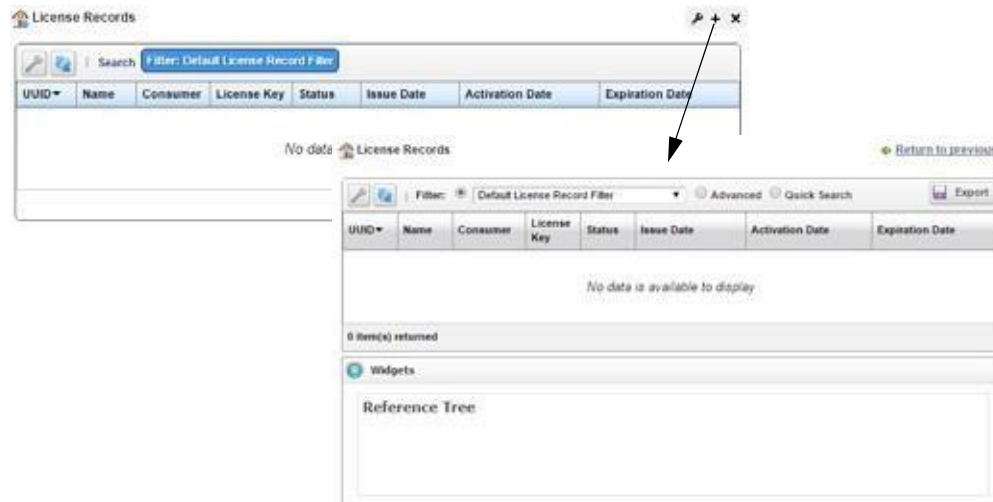 License Records
Search Filter: Default License Record Filter
UUID Name Consumer License Key Status Issue Date Activation Date Expiration Date
No data
License Records
Return to previous
Filter: Default License Record Filter Advanced Quick Search Export
UUID Name Consumer License Key Status Issue Date Activation Date Expiration Date
No data is available to display
0 item(s) returned
Widgets
Reference Tree